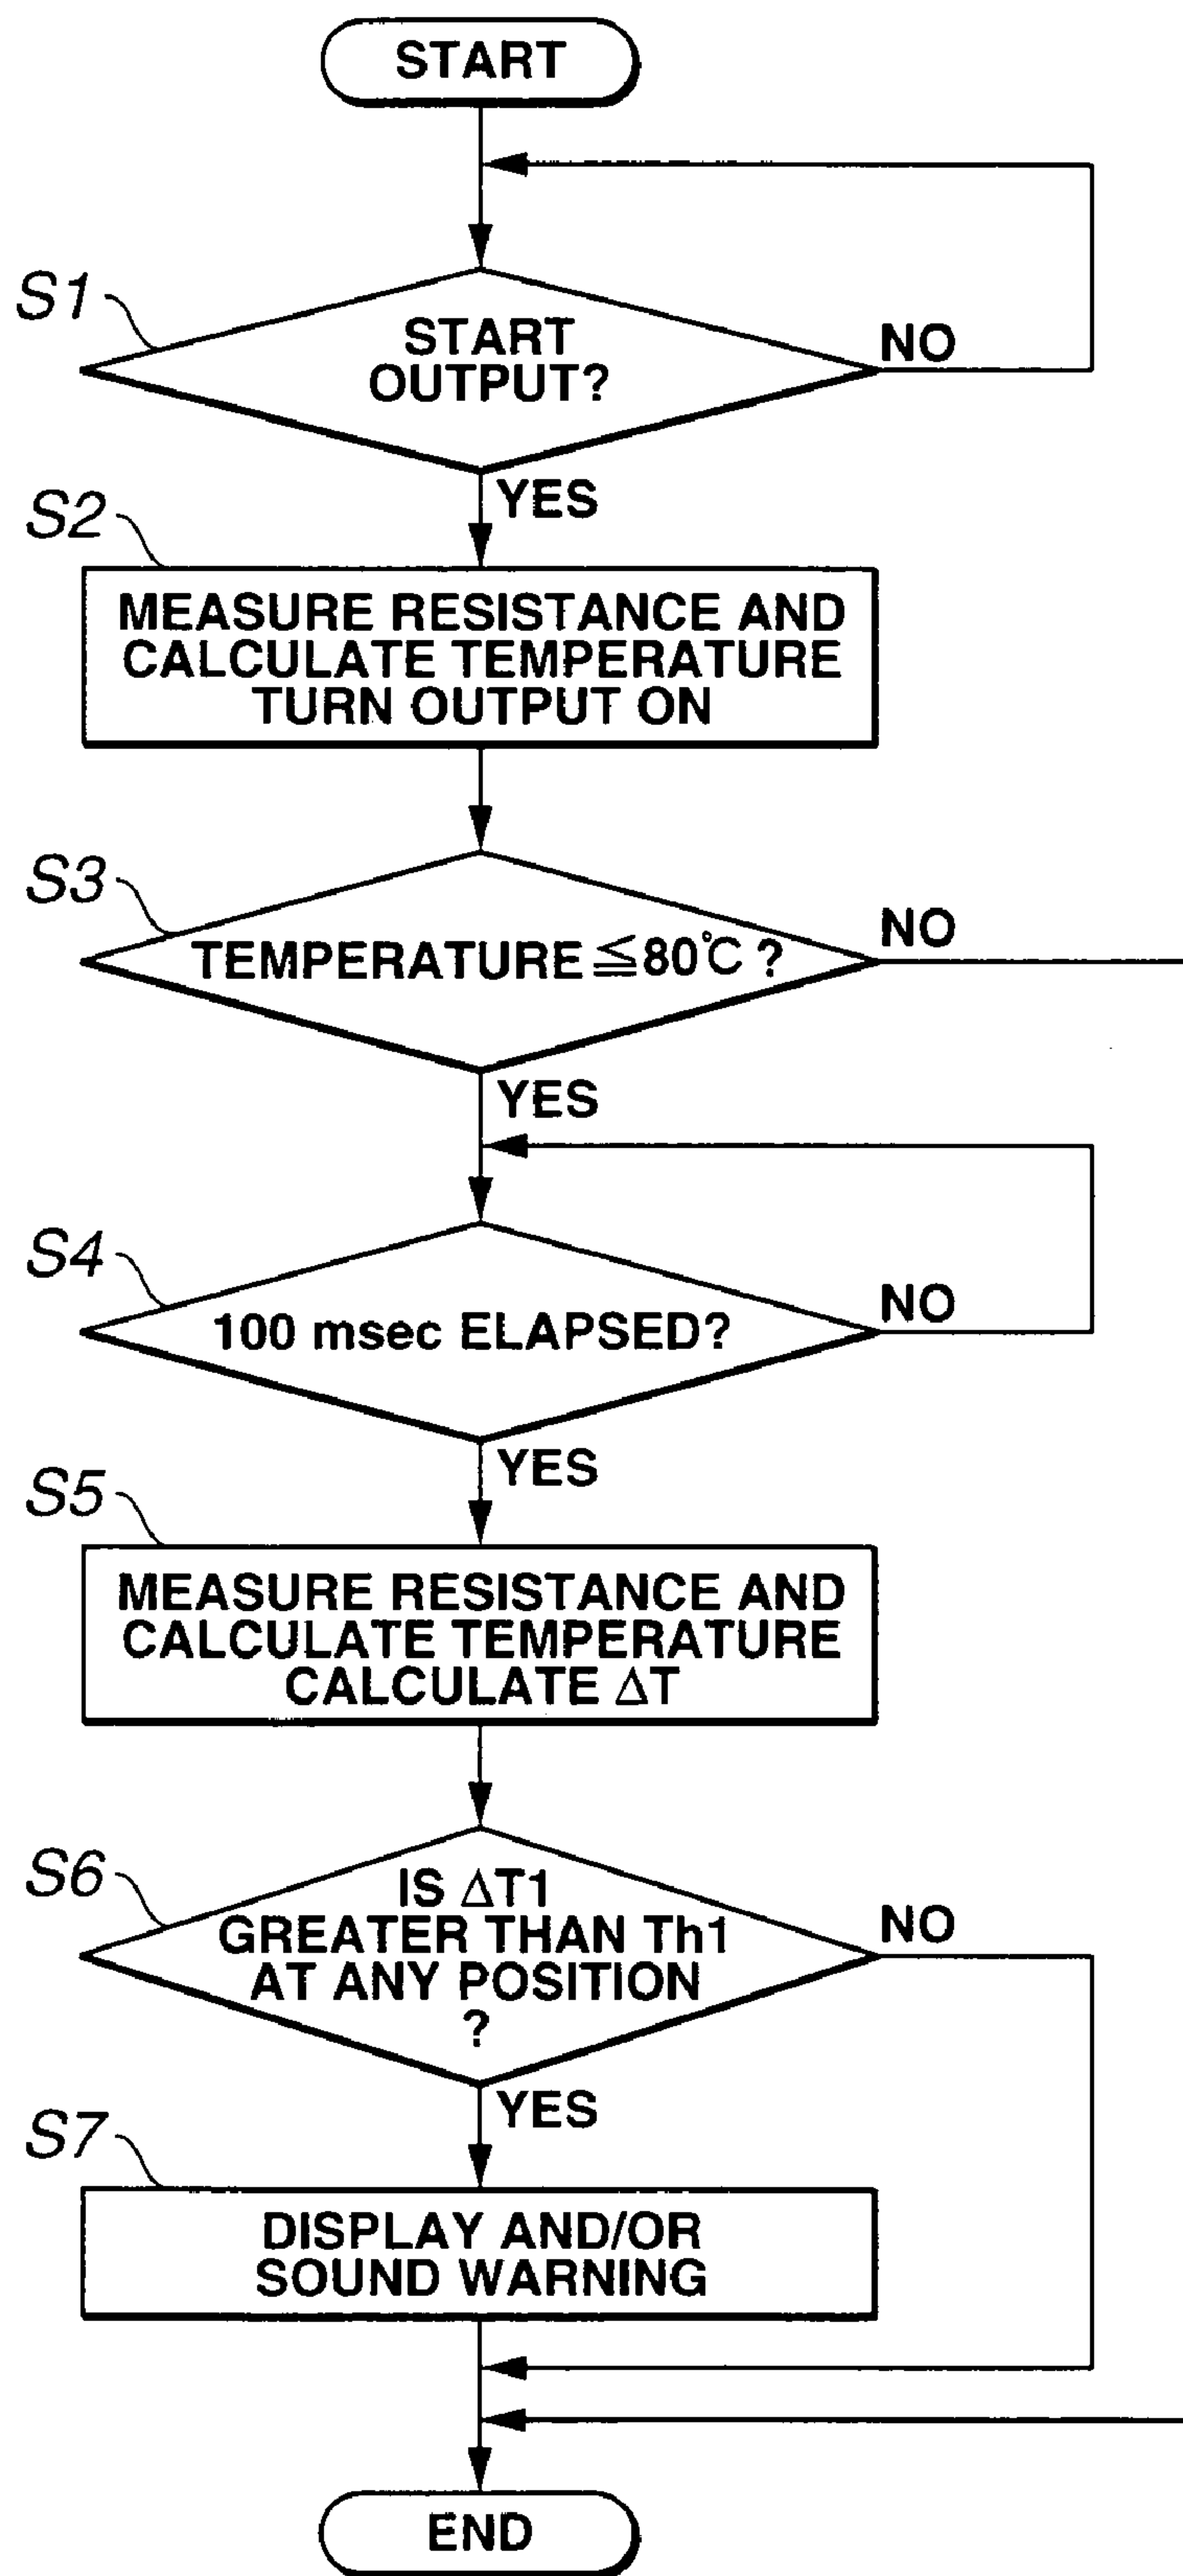 START
S1
START
OUTPUT?
NO
YES
S2
MEASURE RESISTANCE AND
CALCULATE TEMPERATURE
TURN OUTPUT ON
S3
TEMPERATURE ≦80℃ ?
NO
YES
S4
100 msec ELAPSED?
NO
YES
S5
MEASURE RESISTANCE AND
CALCULATE TEMPERATURE
CALCULATE ΔT
S6
IS ΔT1
GREATER THAN Th1
AT ANY POSITION
?
NO
YES
S7
DISPLAY AND/OR
SOUND WARNING
END